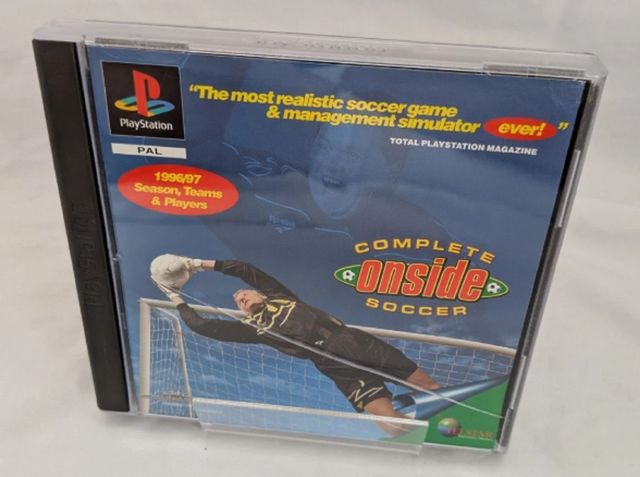 PlayStation
PAL
"The most realistic soccer game
& management simulator ever!"
TOTAL PLAYSTATION MAGAZINE
1996/97
Season, Teams
& Players
COMPLETE
onside
SOCCER
TELSTAR
PlayStation